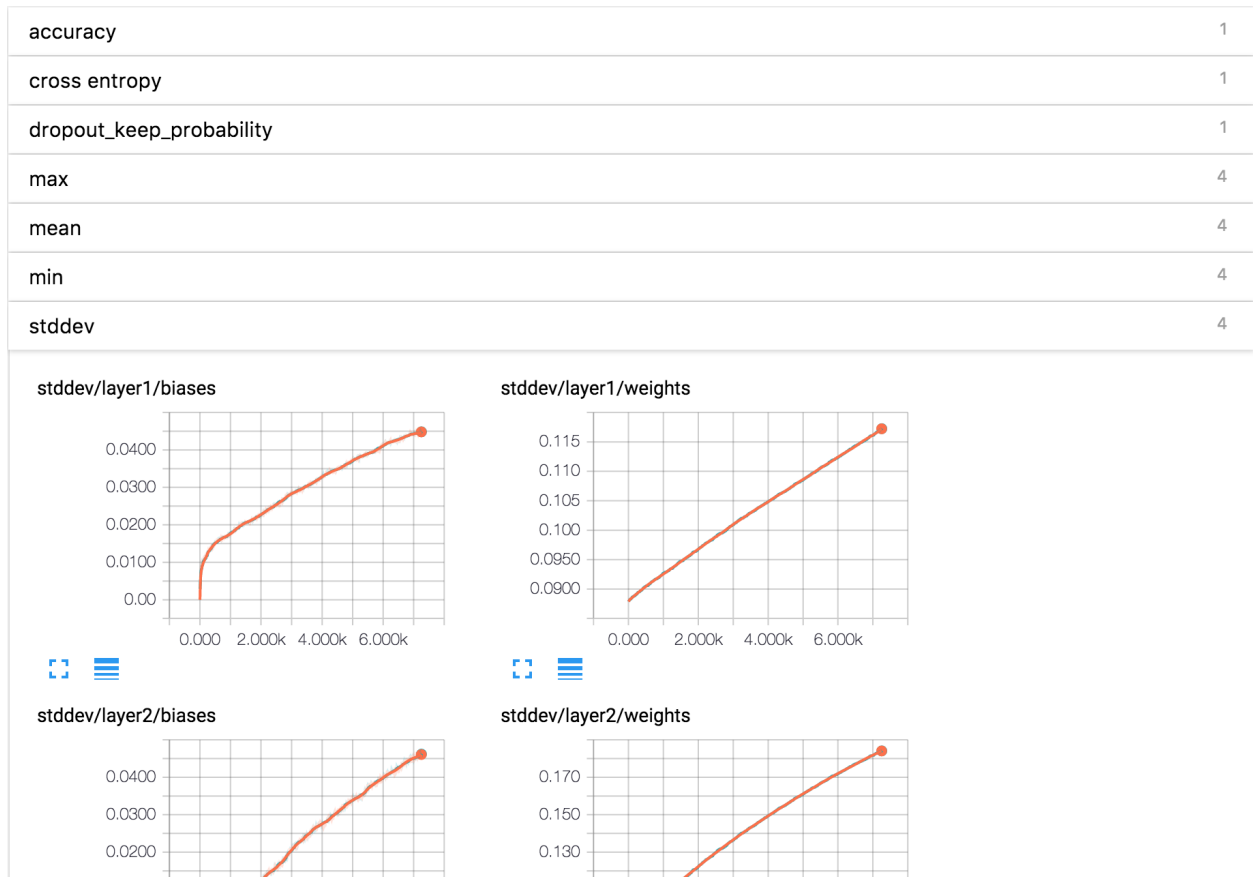 accuracy 1
cross entropy 1
dropout_keep_probability 1
max 4
mean 4
min 4
stddev 4
stddev/layer1/biases
0.0400
0.0300
0.0200
0.0100
0.00
0.000 2.000k 4.000k 6.000k
stddev/layer1/weights
0.115
0.110
0.105
0.100
0.0950
0.0900
0.000 2.000k 4.000k 6.000k
stddev/layer2/biases
0.0400
0.0300
0.0200
stddev/layer2/weights
0.170
0.150
0.130